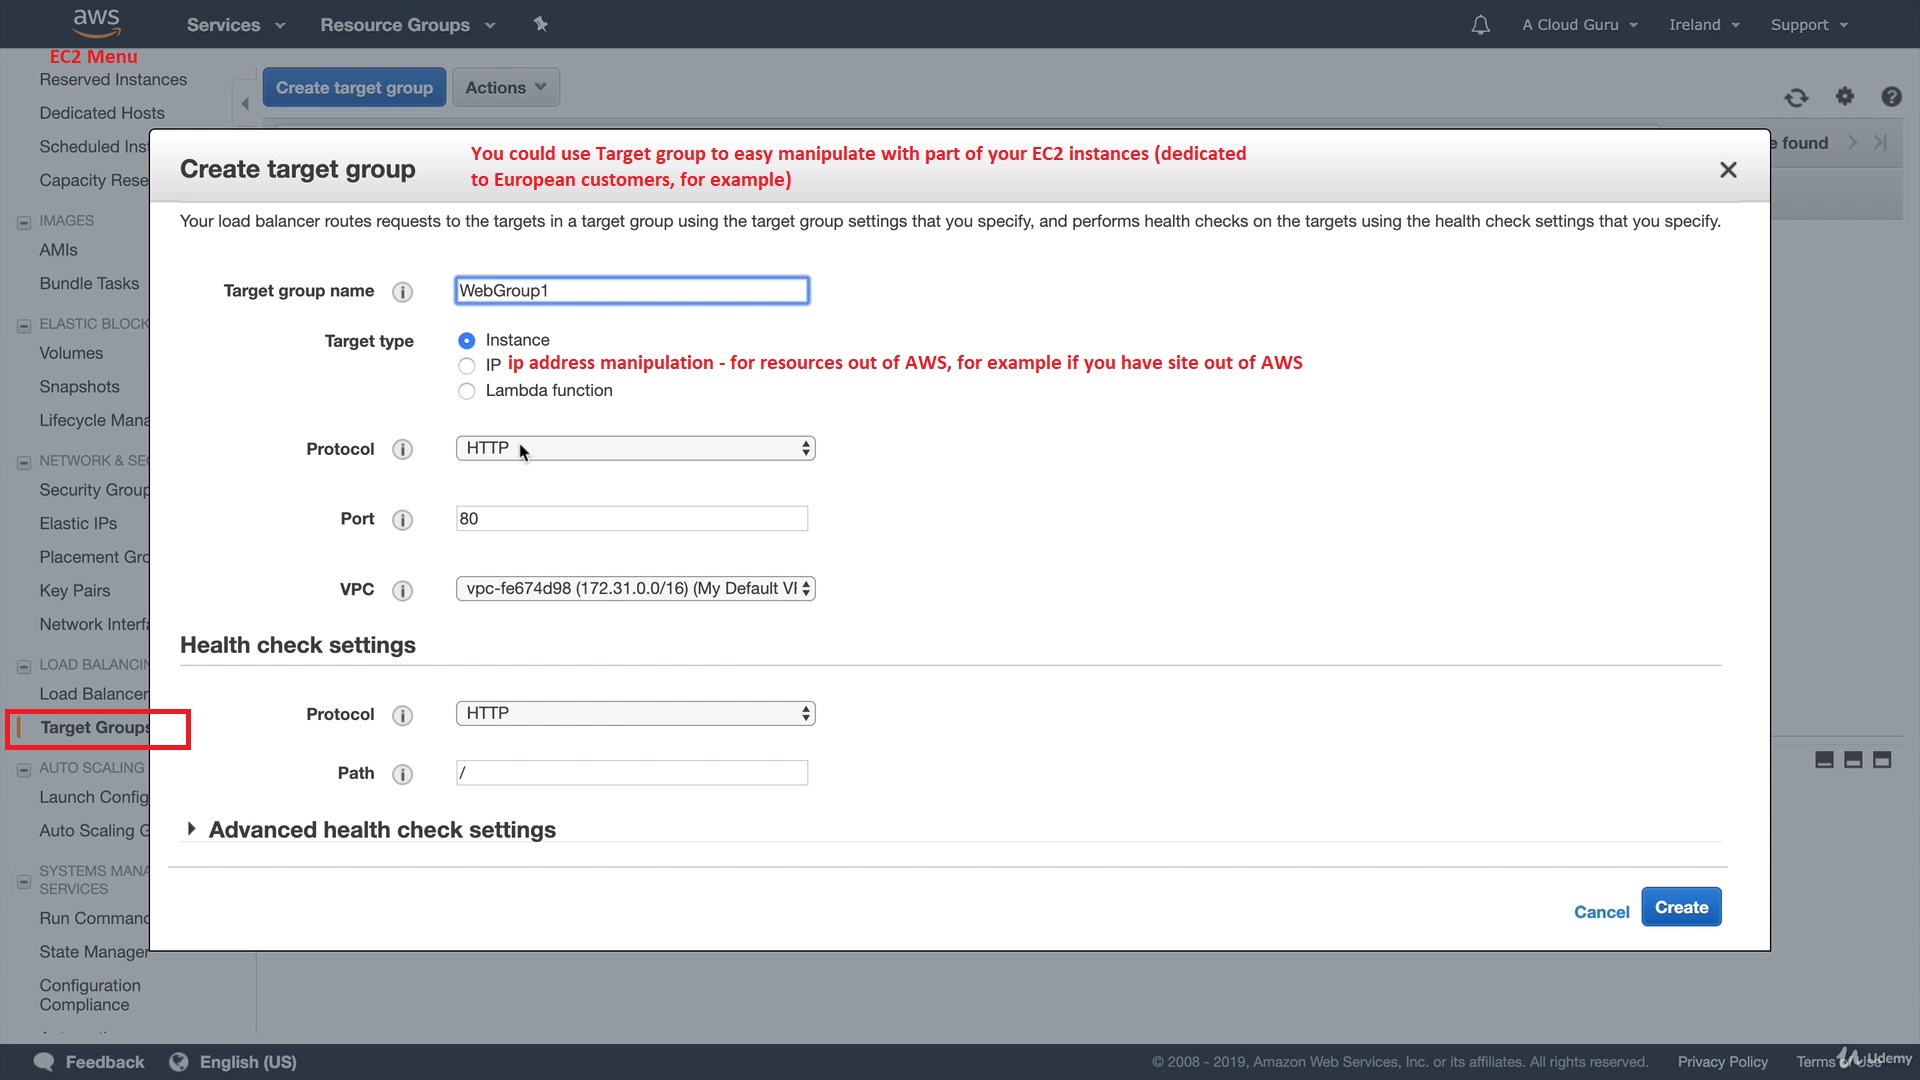 aws
Services
Resource Groups
A Cloud Guru
Ireland
Support
EC2 Menu
Reserved Instances
Dedicated Hosts
Scheduled Inst
Capacity Rese
IMAGES
AMIs
Bundle Tasks
ELASTIC BLOCK
Volumes
Snapshots
Lifecycle Mana
NETWORK & SEC
Security Group
Elastic IPs
Placement Gro
Key Pairs
Network Interfa
LOAD BALANCIN
Load Balancer
Target Groups
AUTO SCALING
Launch Config
Auto Scaling G
SYSTEMS MANA
SERVICES
Run Command
State Manager
Configuration
Compliance
Create target group
Actions
e found
Create target group
You could use Target group to easy manipulate with part of your EC2 instances (dedicated
to European customers, for example)
Your load balancer routes requests to the targets in a target group using the target group settings that you specify, and performs health checks on the targets using the health check settings that you specify.
Target group name
WebGroup1
Target type
Instance
IP ip address manipulation - for resources out of AWS, for example if you have site out of AWS
Lambda function
Protocol
HTTP
Port
80
VPC
vpc-fe674d98 (172.31.0.0/16) (My Default VP
Health check settings
Protocol
HTTP
Path
/
Advanced health check settings
Cancel
Create
Feedback
English (US)
© 2008 - 2019, Amazon Web Services, Inc. or its affiliates. All rights reserved.
Privacy Policy
Terms of Use
Udemy